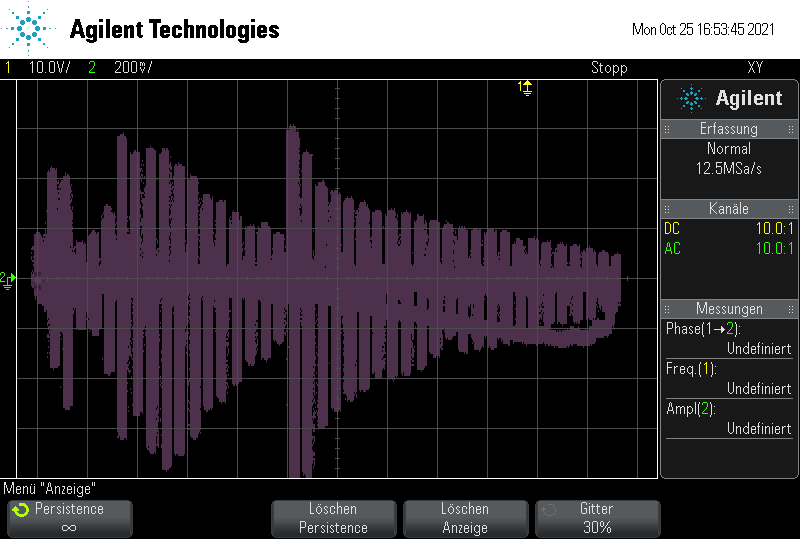 Agilent Technologies
Mon Oct 25 16:53:45 2021
1 10.0V/ 2 200mV/ Stopp XY
1
2
Agilent
Erfassung
Normal
12.5MSa/s
Kanäle
DC 10.0:1
AC 10.0:1
Messungen
Phase(1→2):
Undefiniert
Freq.(1):
Undefiniert
Ampl(2):
Undefiniert
Menü "Anzeige"
Persistence
∞
Löschen
Persistence
Löschen
Anzeige
Gitter
30%